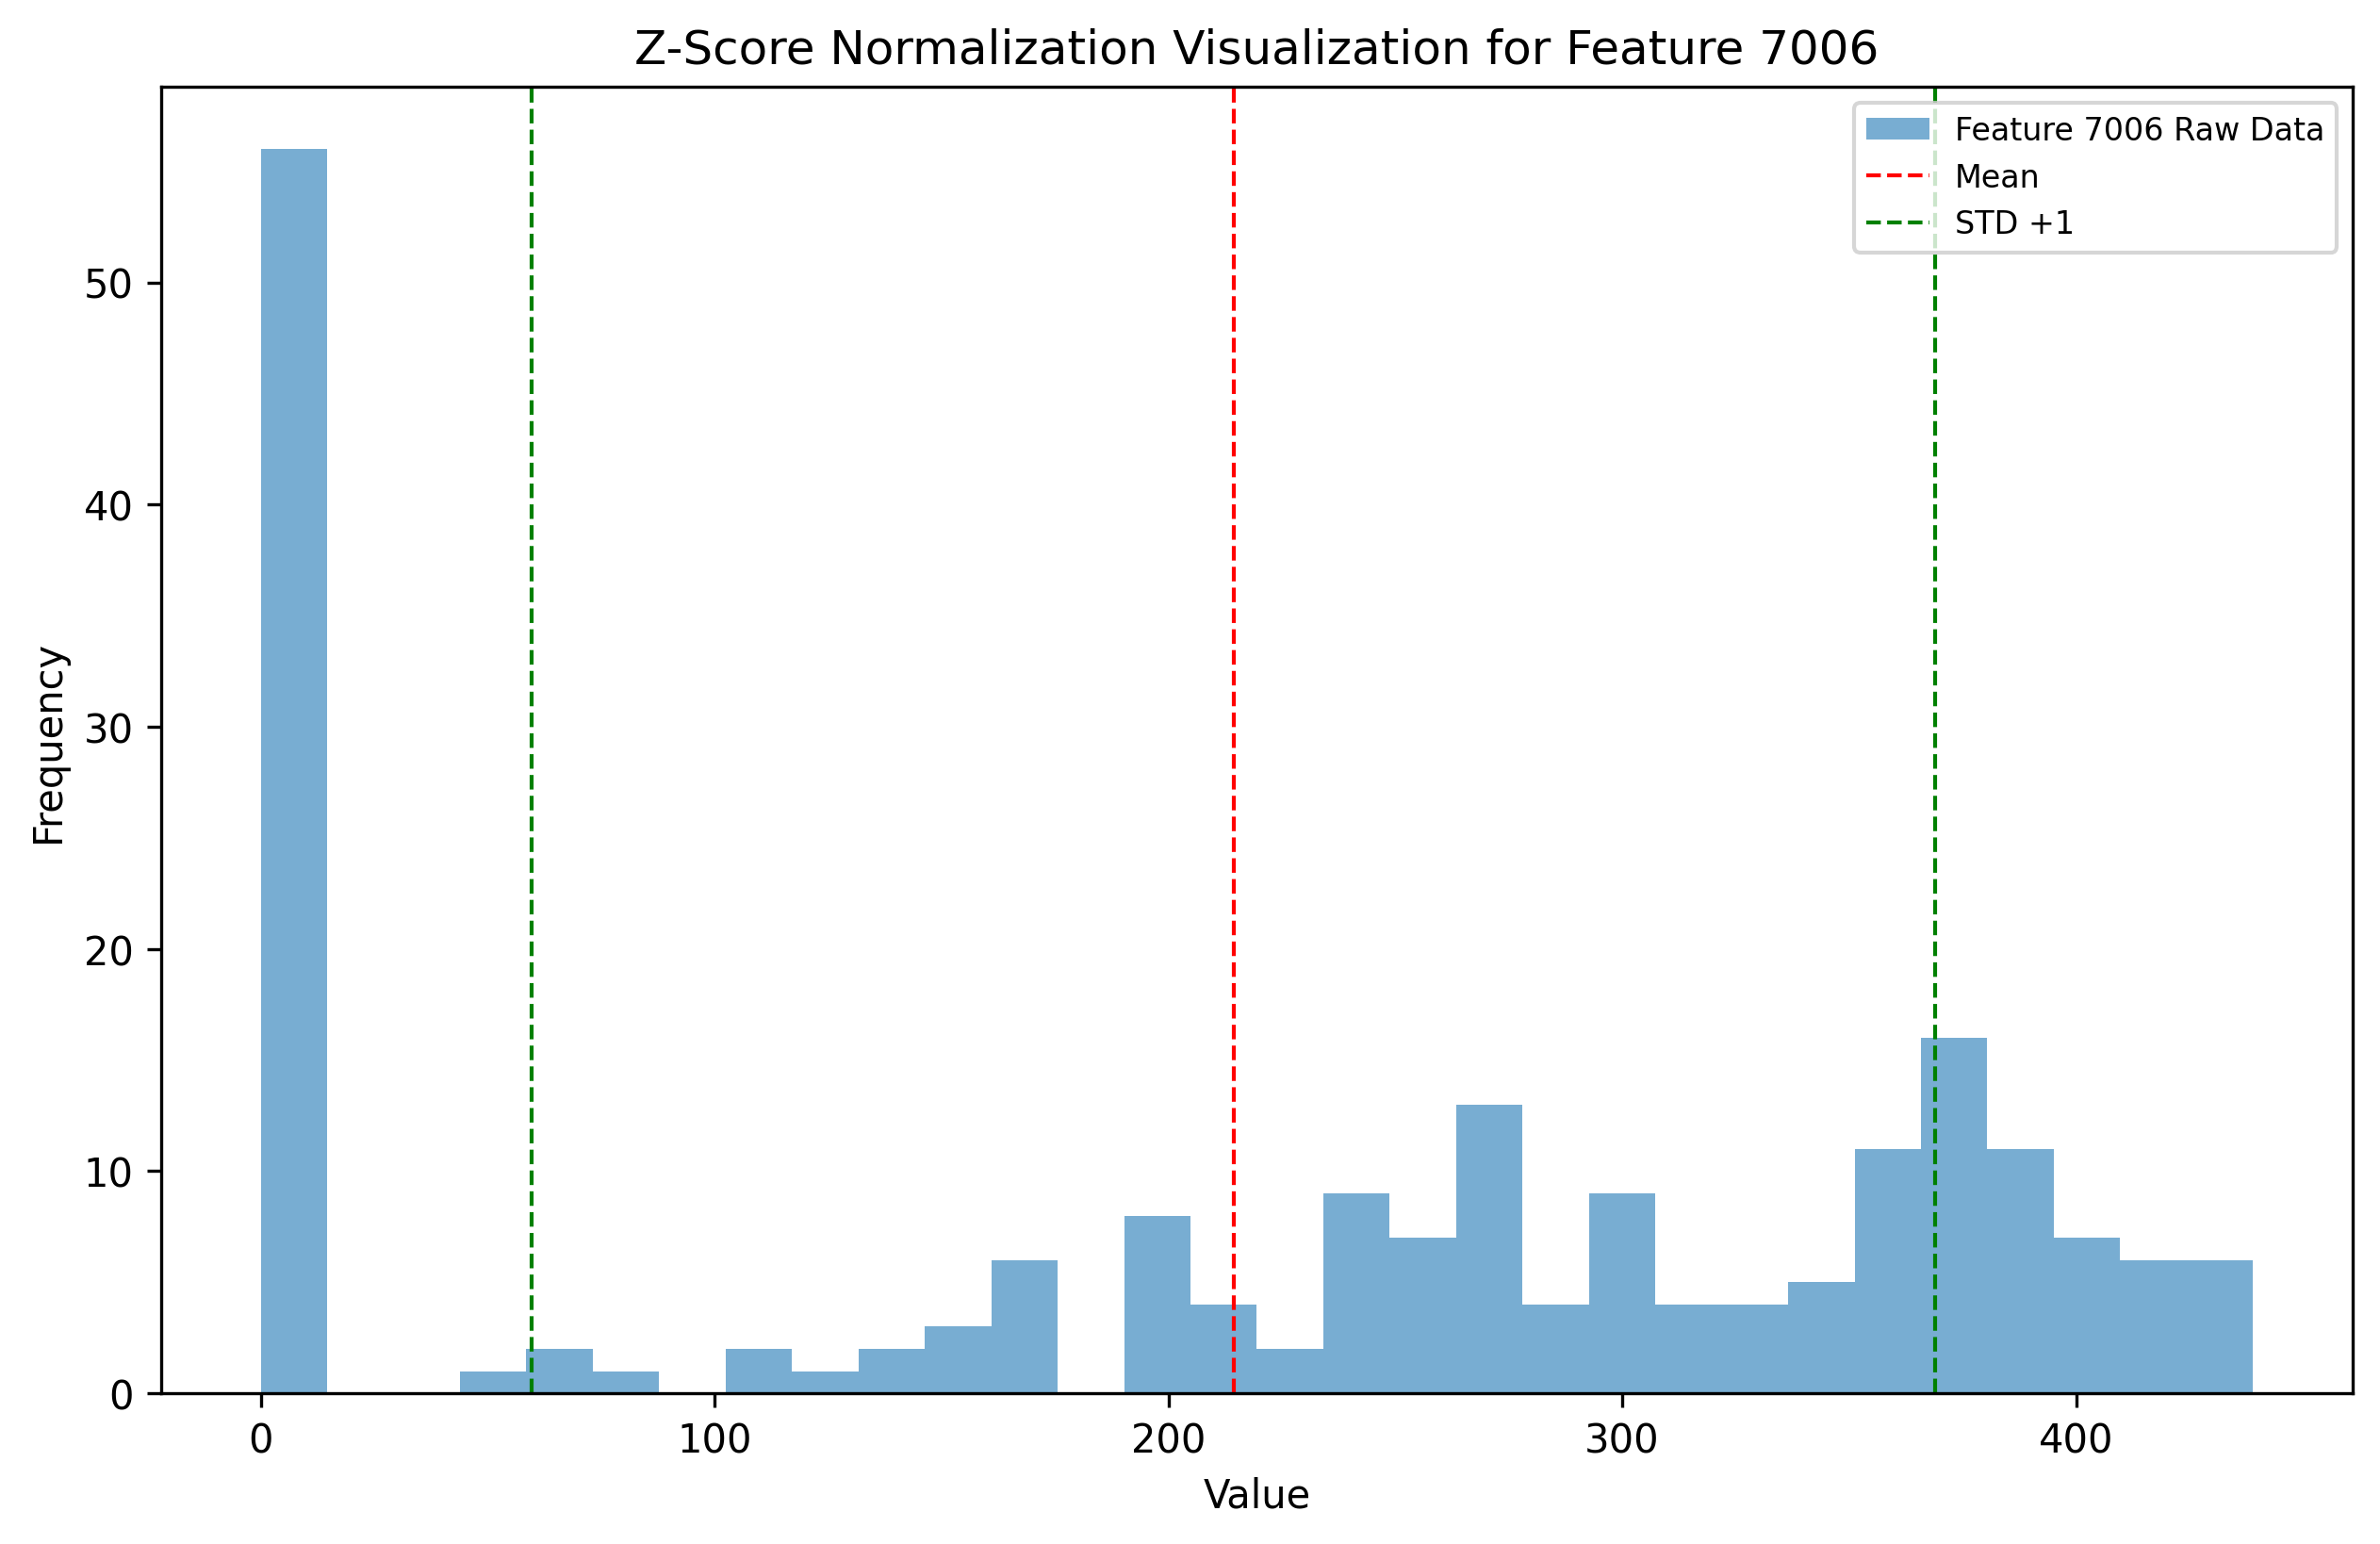 Z-Score Normalization Visualization for Feature 7006
Feature 7006 Raw Data
Mean
STD +1
50
40
30
20
10
0
Frequency
0
100
200
300
400
Value